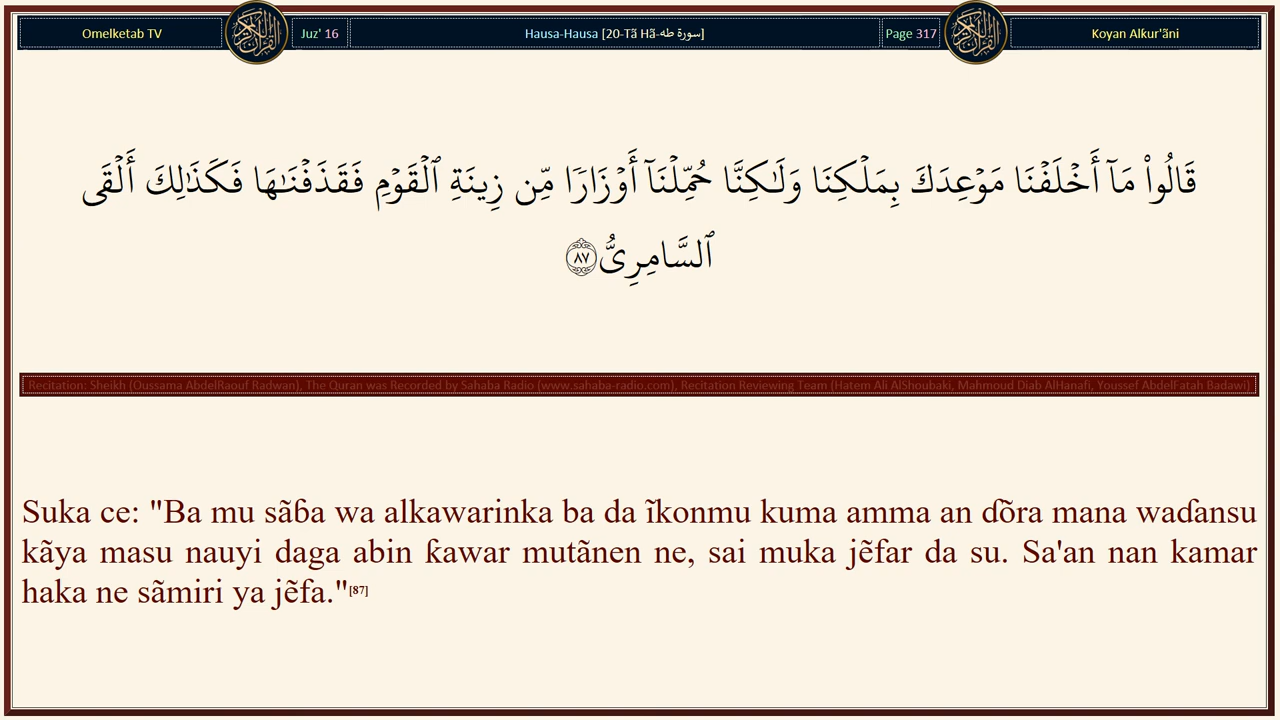 Omelketab TV
Juz' 16
Hausa-Hausa [20-Tã Hã-سورة طه]
Page 317
Koyan Alƙur'ãni
قَالُوا۟ مَآ أَخْلَفْنَا مَوْعِدَكَ بِمَلْكِنَا وَلَـٰكِنَّا حُمِّلْنَآ أَوْزَارًۭا مِّن زِينَةِ ٱلْقَوْمِ فَقَذَفْنَـٰهَا فَكَذَٰلِكَ أَلْقَى
ٱلسَّامِرِىُّ ٨٧
Recitation: Sheikh (Oussama AbdelRaouf Radwan), The Quran was Recorded by Sahaba Radio (www.sahaba-radio.com), Recitation Reviewing Team (Hatem Ali AlShoubaki, Mahmoud Diab AlHanafi, Youssef AbdelFatah Badawi)
Suka ce: "Ba mu sãɓa wa alkawarinka ba da ĩkonmu kuma amma an ɗõra mana waɗansu
kãya masu nauyi daga abin ƙawar mutãnen ne, sai muka jẽfar da su. Sa'an nan kamar
haka ne sãmiri ya jẽfa."[87]